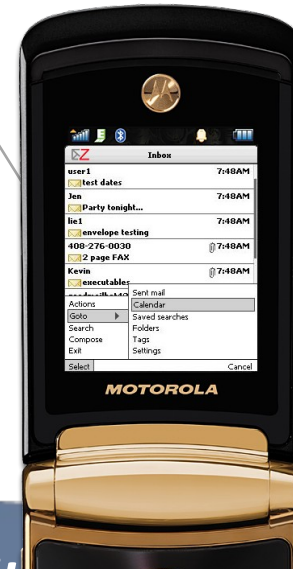 Z Inbox
user1 7:48AM
test dates
Jen 7:48AM
Party tonight...
lie1 7:48AM
envelope testing
408-276-0030 7:48AM
2 page FAX
Kevin 7:48AM
executables
Actions
Goto
Search
Compose
Exit
Sent mail
Calendar
Saved searches
Folders
Tags
Settings
Select Cancel
MOTOROLA